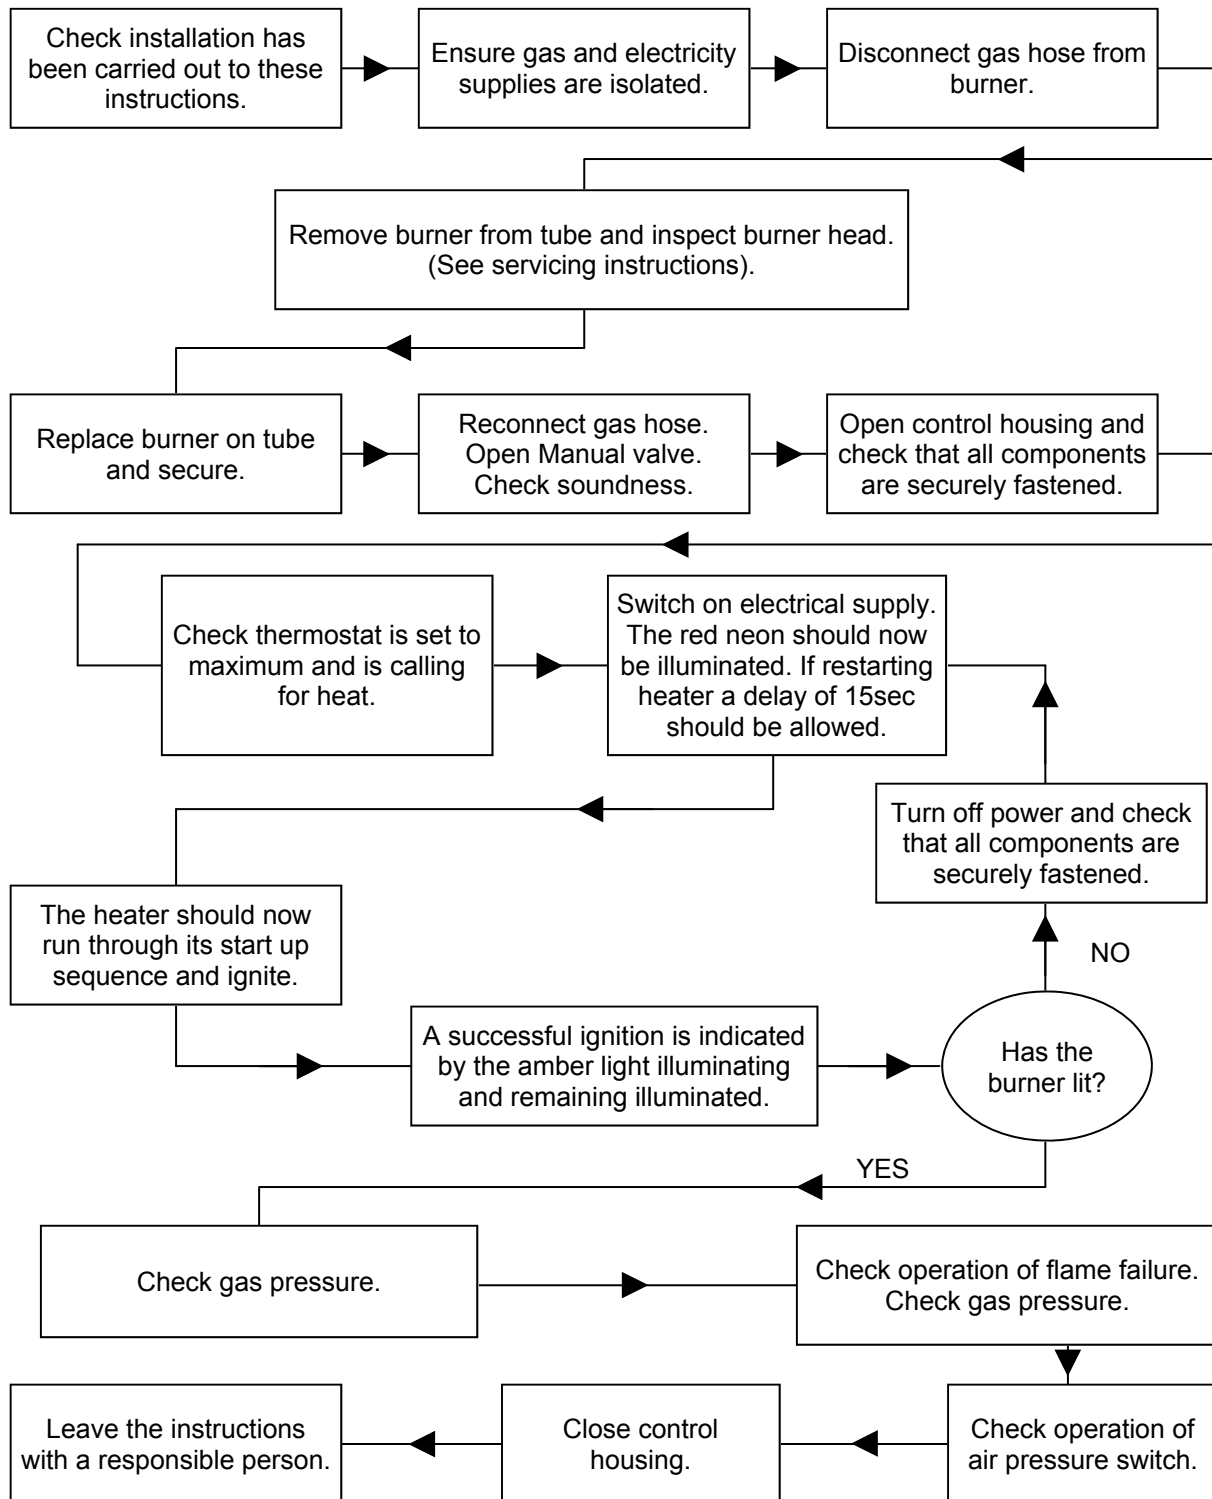 Check installation has
been carried out to these
instructions.
Ensure gas and electricity
supplies are isolated.
Disconnect gas hose from
burner.
Remove burner from tube and inspect burner head.
(See servicing instructions).
Replace burner on tube
and secure.
Reconnect gas hose.
Open Manual valve.
Check soundness.
Open control housing and
check that all components
are securely fastened.
Check thermostat is set to
maximum and is calling
for heat.
Switch on electrical supply.
The red neon should now
be illuminated. If restarting
heater a delay of 15sec
should be allowed.
Turn off power and check
that all components are
securely fastened.
The heater should now
run through its start up
sequence and ignite.
NO
A successful ignition is indicated
by the amber light illuminating
and remaining illuminated.
Has the
burner lit?
YES
Check gas pressure.
Check operation of flame failure.
Check gas pressure.
Leave the instructions
with a responsible person.
Close control
housing.
Check operation of
air pressure switch.